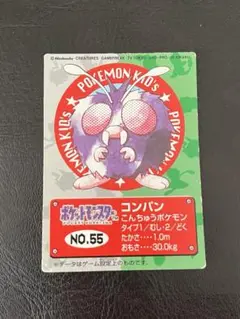 POKEMON KID'S
POKEMON KID'S
POKEMON KID'S
ポケットモンスター
NO.55
コンパン
こんちゅうポケモン
タイプ1/むし・2/どく
たかさ‥‥1.0m
おもさ‥‥30.0kg
※データはゲーム設定上のものです。